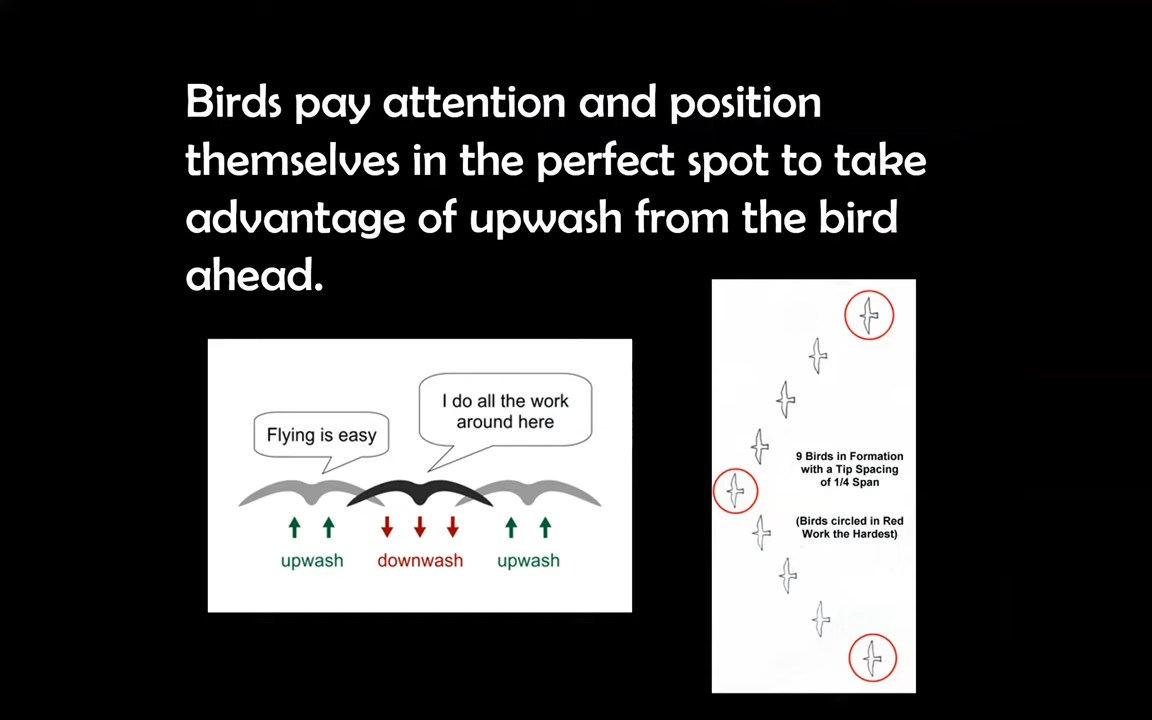 Birds pay attention and position
themselves in the perfect spot to take
advantage of upwash from the bird
ahead.
I do all the work
around here
Flying is easy
upwash
downwash
upwash
9 Birds in Formation
with a Tip Spacing
of 1/4 Span
(Birds circled in Red
Work the Hardest)